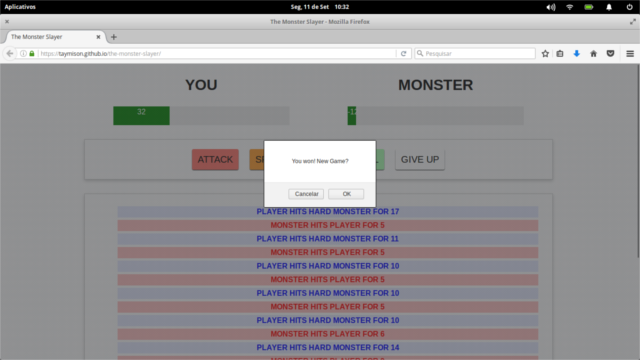 Aplicativos
Seg, 11 de Set 10:32
The Monster Slayer - Mozilla Firefox
The Monster Slayer
https://taymison.github.io/the-monster-slayer/
Pesquisar
YOU
MONSTER
32
ATTACK
GIVE UP
You won! New Game?
Cancelar
OK
PLAYER HITS HARD MONSTER FOR 17
MONSTER HITS PLAYER FOR 5
PLAYER HITS HARD MONSTER FOR 11
MONSTER HITS PLAYER FOR 5
PLAYER HITS HARD MONSTER FOR 10
MONSTER HITS PLAYER FOR 5
PLAYER HITS HARD MONSTER FOR 10
MONSTER HITS PLAYER FOR 5
PLAYER HITS HARD MONSTER FOR 10
MONSTER HITS PLAYER FOR 6
PLAYER HITS HARD MONSTER FOR 14